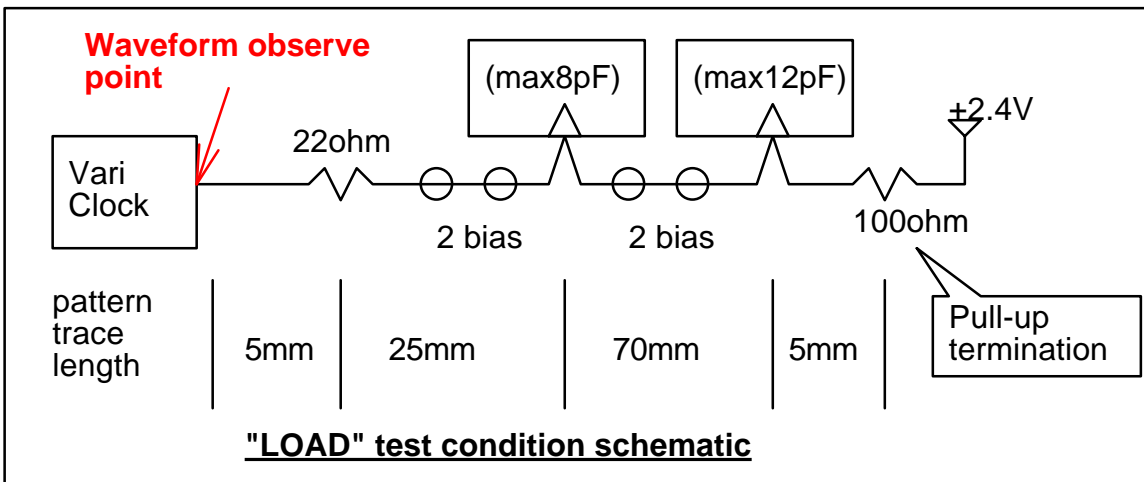 Waveform observe
point
(max8pF)
(max12pF)
+2.4V
22ohm
Vari
Clock
100ohm
2 bias
2 bias
pattern
trace
length
5mm
25mm
70mm
5mm
Pull-up
termination
"LOAD" test condition schematic